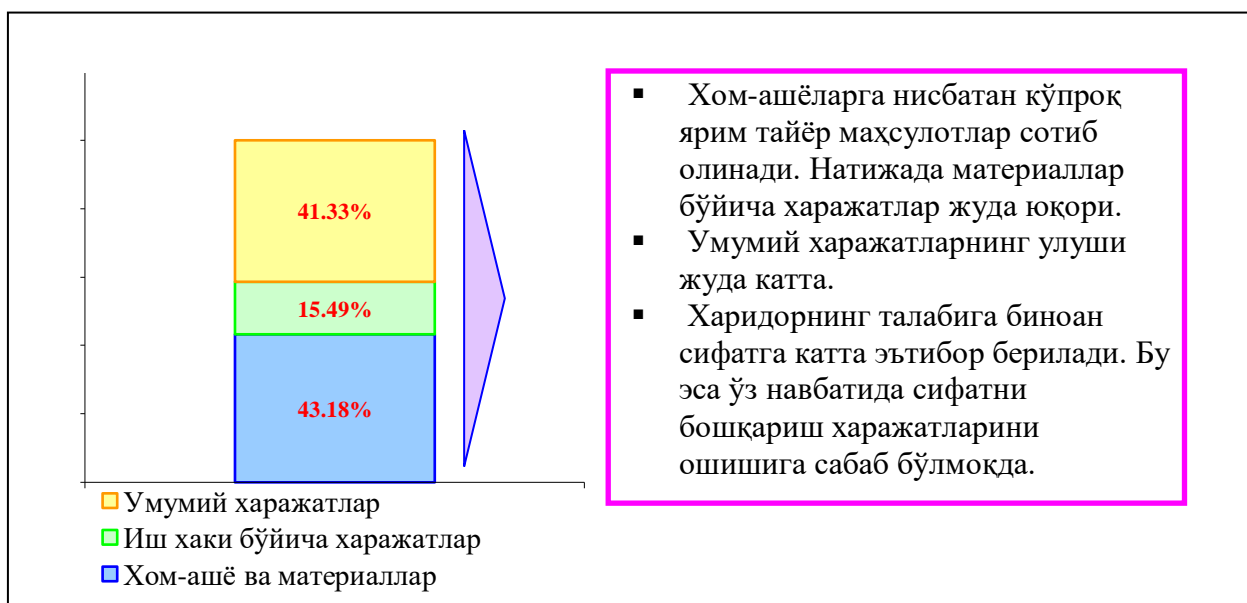 41.33%
15.49%
43.18%
Умумий харажатлар
Иш хаки бўйича харажатлар
Хом-ашё ва материаллар
▪ Хом-ашёларга нисбатан кўпроқ
ярим тайёр маҳсулотлар сотиб
олинади. Натижада материаллар
бўйича харажатлар жуда юқори.
▪ Умумий харажатларнинг улуши
жуда катта.
▪ Харидорнинг талабига биноан
сифатга катта эътибор берилади. Бу
эса ўз навбатида сифатни
бошқариш харажатларини
ошишига сабаб бўлмоқда.